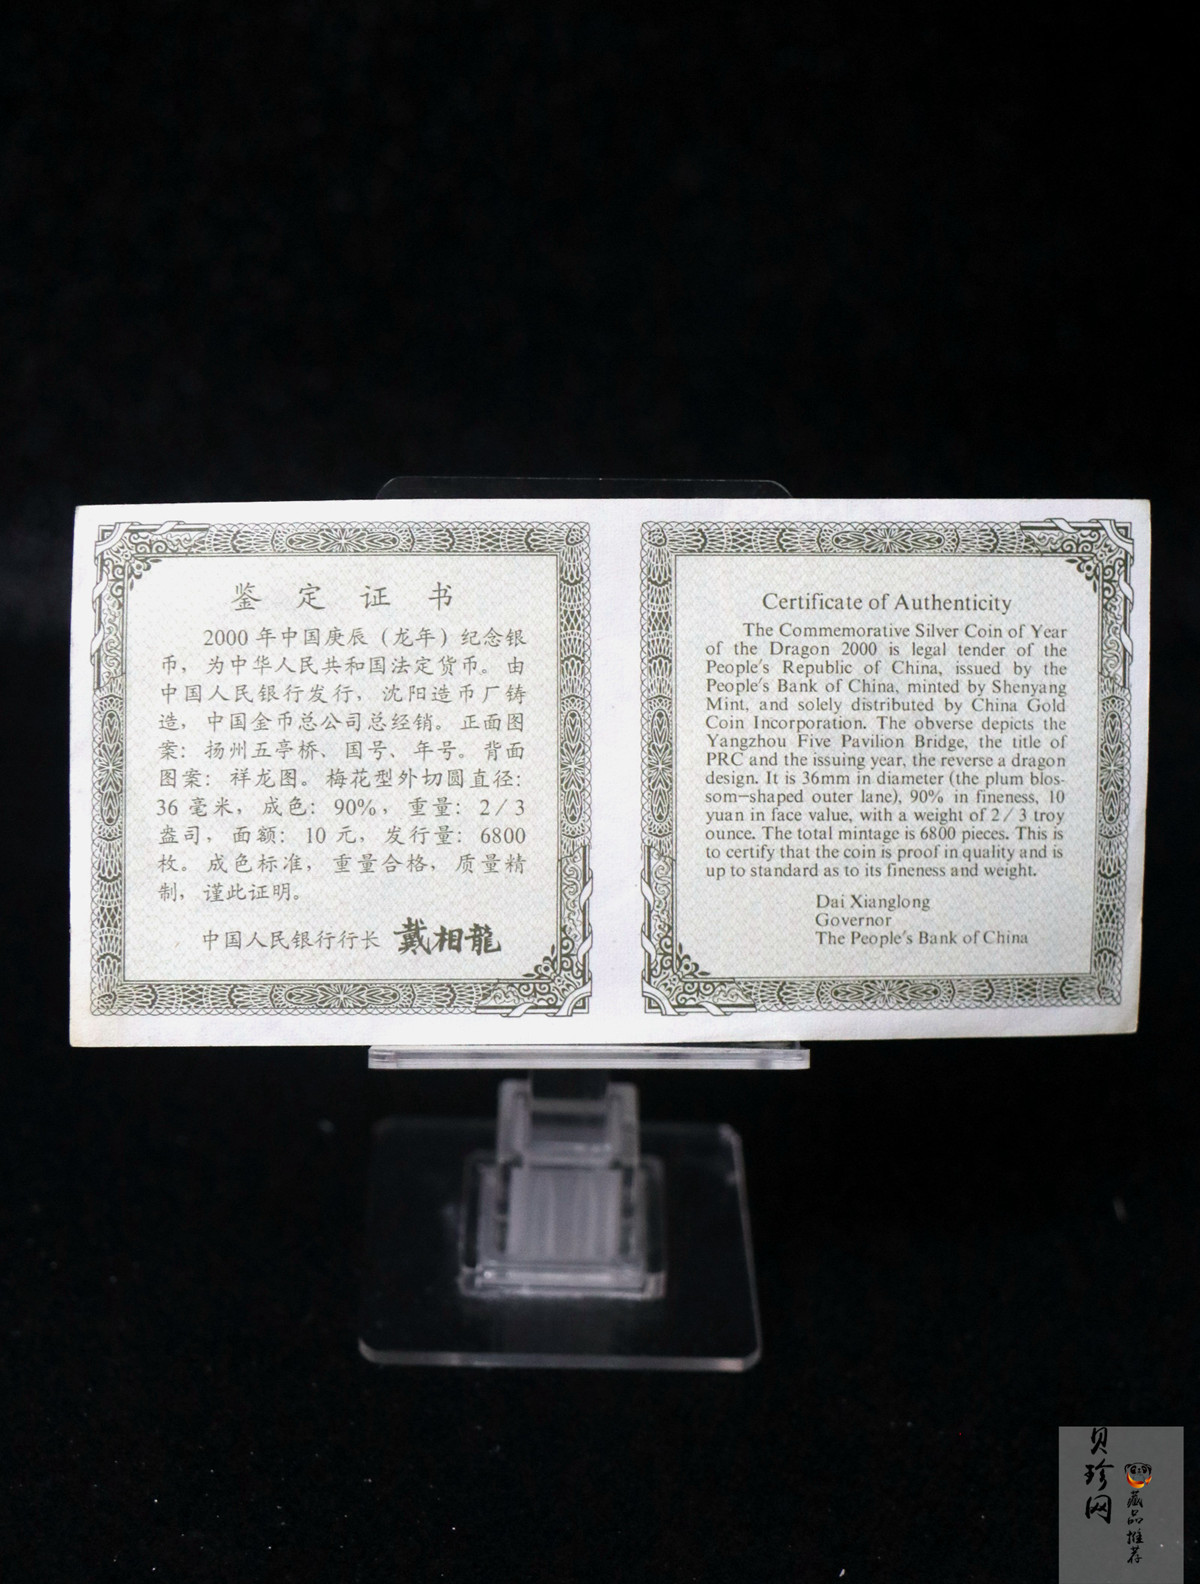 鉴定证书
2000年中国庚辰（龙年）纪念银
币，为中华人民共和国法定货币。由
中国人民银行发行，沈阳造币厂铸
造，中国金币总公司总经销。正面图
案：扬州五亭桥、国号、年号。背面
图案：祥龙图。梅花型外切圆直径：
36毫米，成色：90%，重量：2/3
盎司，面额：10元，发行量：6800
枚。成色标准，重量合格，质量精
制，谨此证明。
中国人民银行行长 戴相龍
Certificate of Authenticity
The Commemorative Silver Coin of Year
of the Dragon 2000 is legal tender of the
People's Republic of China, issued by the
People's Bank of China, minted by Shenyang
Mint, and solely distributed by China Gold
Coin Incorporation. The obverse depicts the
Yangzhou Five Pavilion Bridge, the title of
PRC and the issuing year, the reverse a dragon
design. It is 36mm in diameter (the plum blos-
som-shaped outer lane), 90% in fineness, 10
yuan in face value, with a weight of 2/3 troy
ounce. The total mintage is 6800 pieces. This is
to certify that the coin is proof in quality and is
up to standard as to its fineness and weight.
Dai Xianglong
Governor
The People's Bank of China
贝珍网
藏品推荐